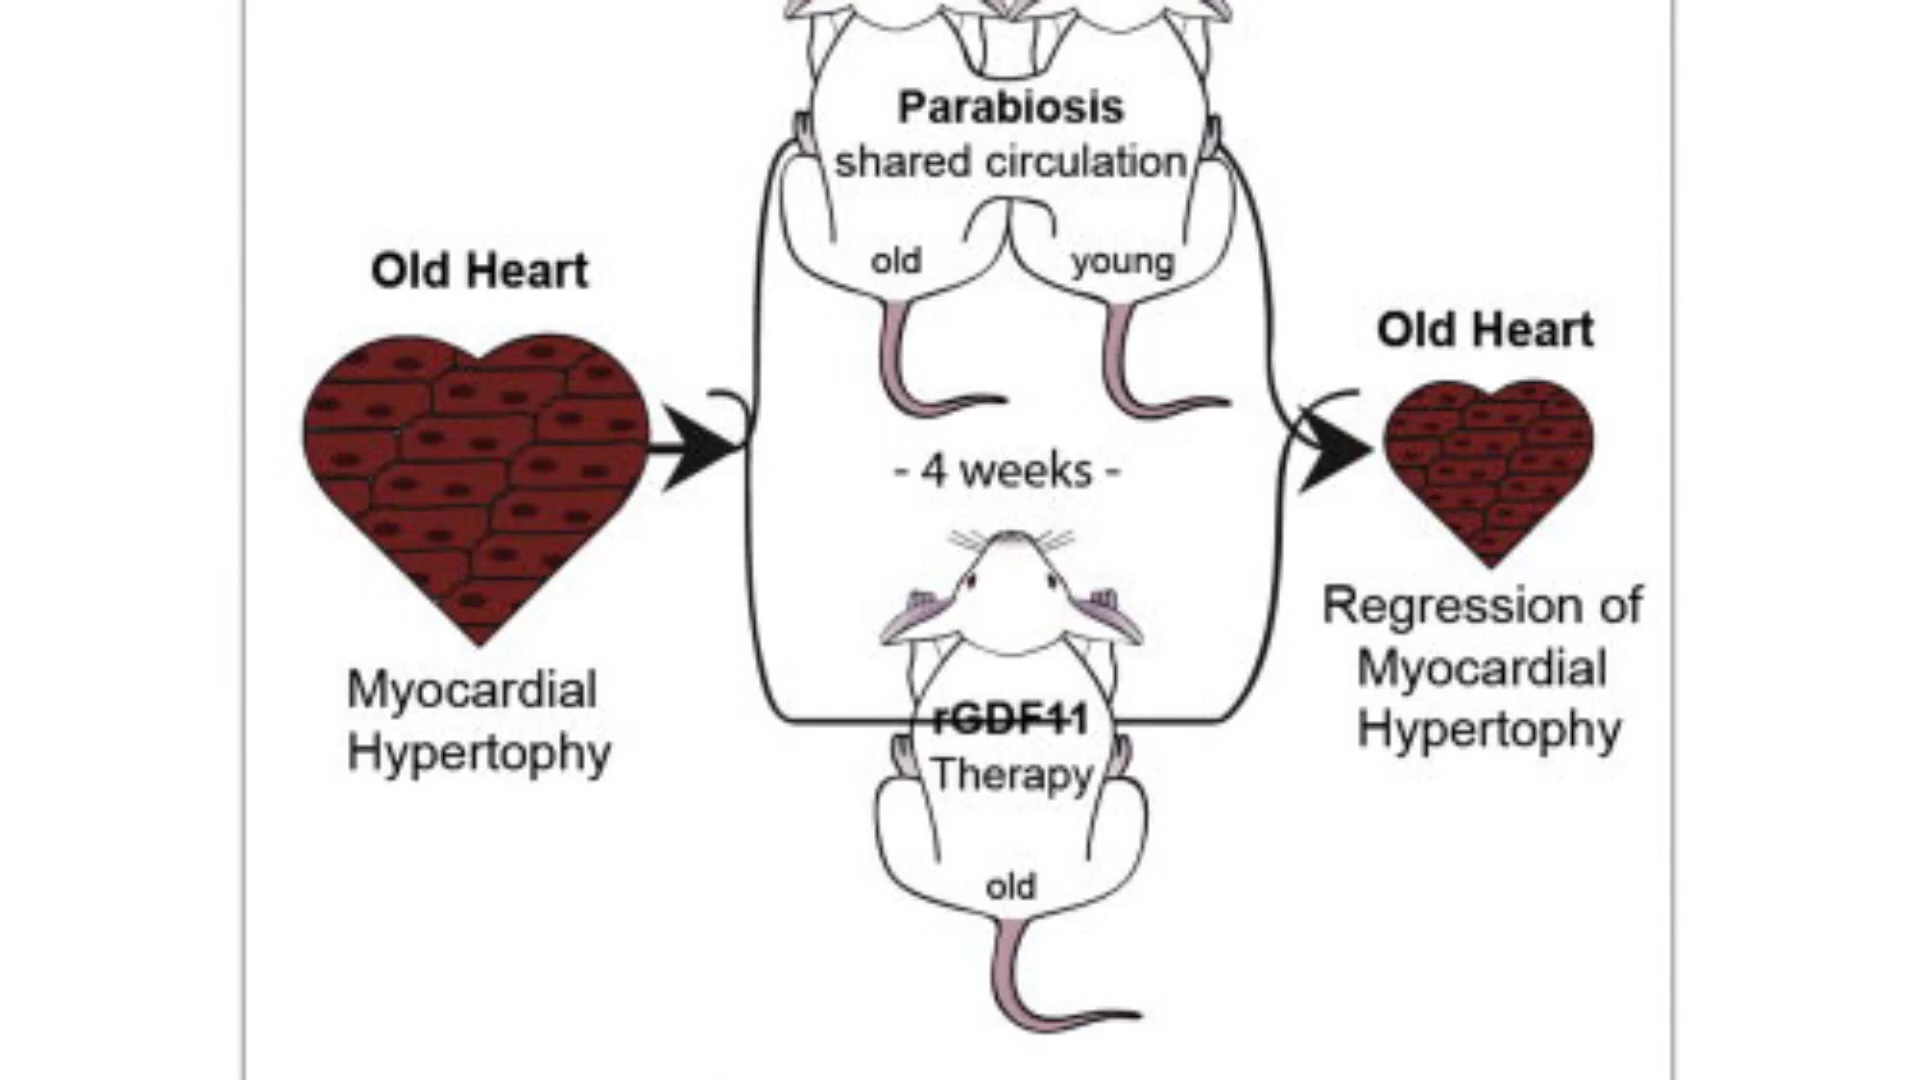 Parabiosis
shared circulation
old
young
Old Heart
Myocardial
Hypertophy
- 4 weeks -
rGDF11
Therapy
old
Old Heart
Regression of
Myocardial
Hypertophy